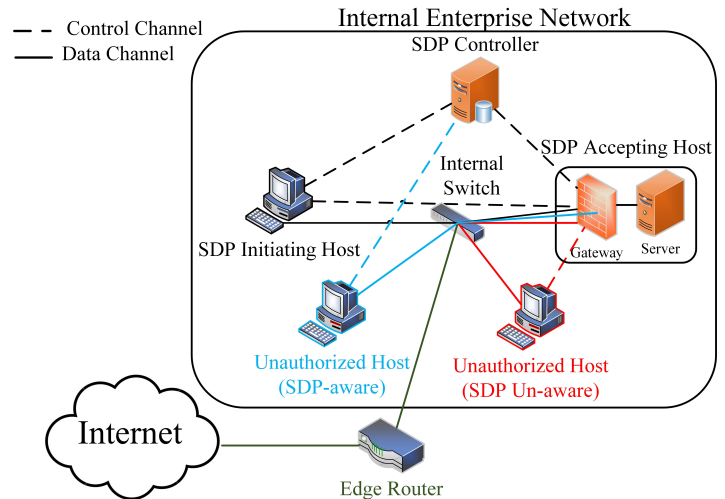 Internal Enterprise Network
Control Channel
Data Channel
SDP Controller
SDP Accepting Host
Internal
Switch
SDP Initiating Host
Gateway
Server
Unauthorized Host
(SDP-aware)
Unauthorized Host
(SDP Un-aware)
Internet
Edge Router